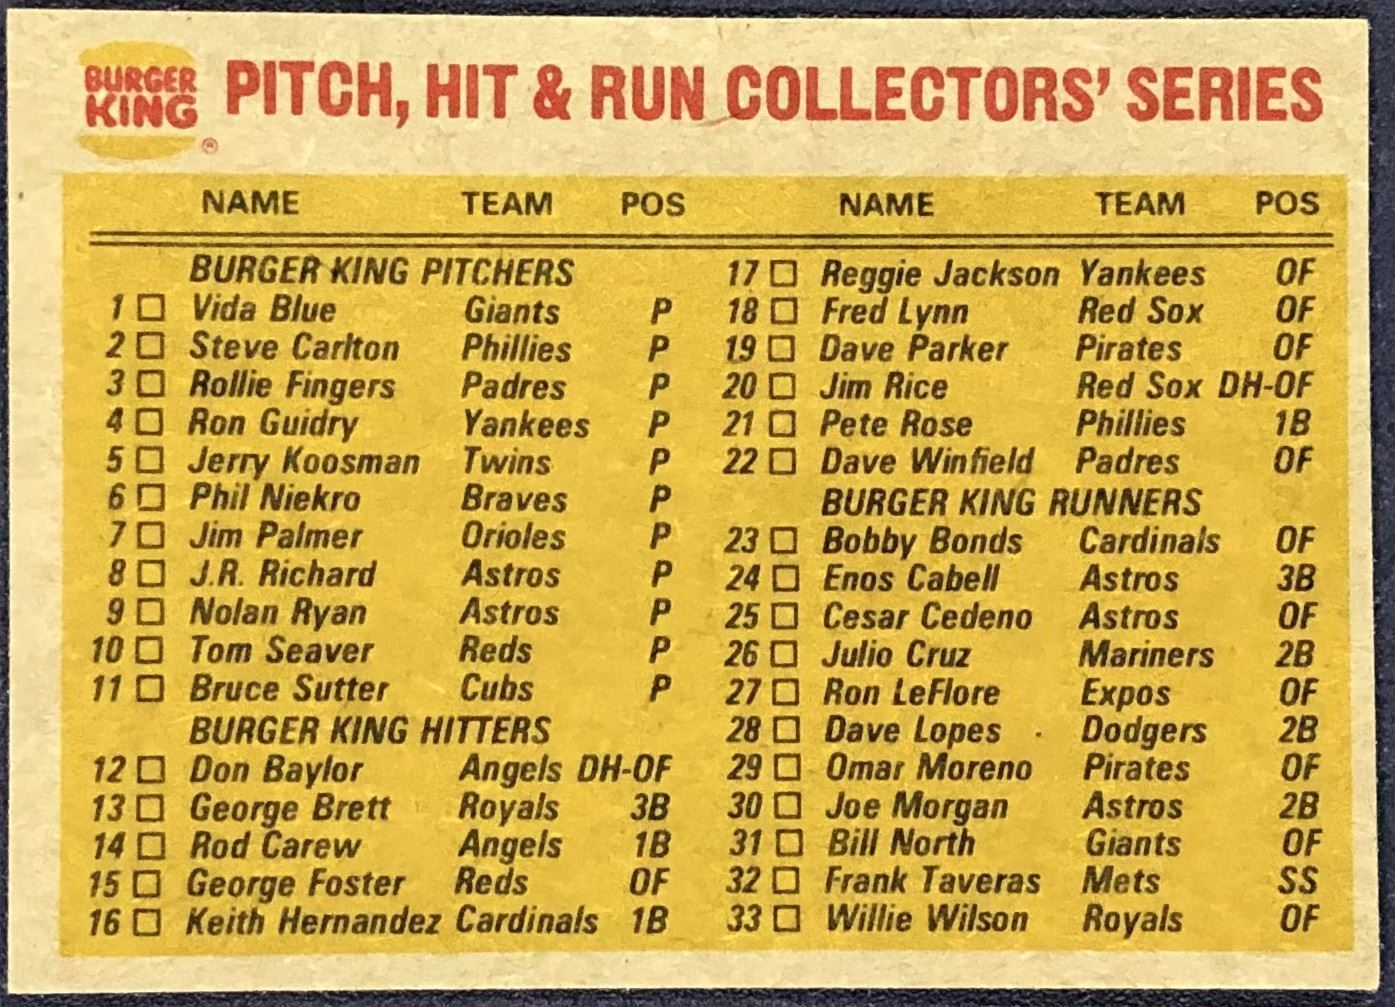 BURGER KING ®
PITCH, HIT & RUN COLLECTORS' SERIES
NAME TEAM POS
BURGER KING PITCHERS
1 □ Vida Blue Giants P
2 □ Steve Carlton Phillies P
3 □ Rollie Fingers Padres P
4 □ Ron Guidry Yankees P
5 □ Jerry Koosman Twins P
6 □ Phil Niekro Braves P
7 □ Jim Palmer Orioles P
8 □ J.R. Richard Astros P
9 □ Nolan Ryan Astros P
10 □ Tom Seaver Reds P
11 □ Bruce Sutter Cubs P
BURGER KING HITTERS
12 □ Don Baylor Angels DH-OF
13 □ George Brett Royals 3B
14 □ Rod Carew Angels 1B
15 □ George Foster Reds OF
16 □ Keith Hernandez Cardinals 1B
NAME TEAM POS
17 □ Reggie Jackson Yankees OF
18 □ Fred Lynn Red Sox OF
19 □ Dave Parker Pirates OF
20 □ Jim Rice Red Sox DH-OF
21 □ Pete Rose Phillies 1B
22 □ Dave Winfield Padres OF
BURGER KING RUNNERS
23 □ Bobby Bonds Cardinals OF
24 □ Enos Cabell Astros 3B
25 □ Cesar Cedeno Astros OF
26 □ Julio Cruz Mariners 2B
27 □ Ron LeFlore Expos OF
28 □ Dave Lopes Dodgers 2B
29 □ Omar Moreno Pirates OF
30 □ Joe Morgan Astros 2B
31 □ Bill North Giants OF
32 □ Frank Taveras Mets SS
33 □ Willie Wilson Royals OF